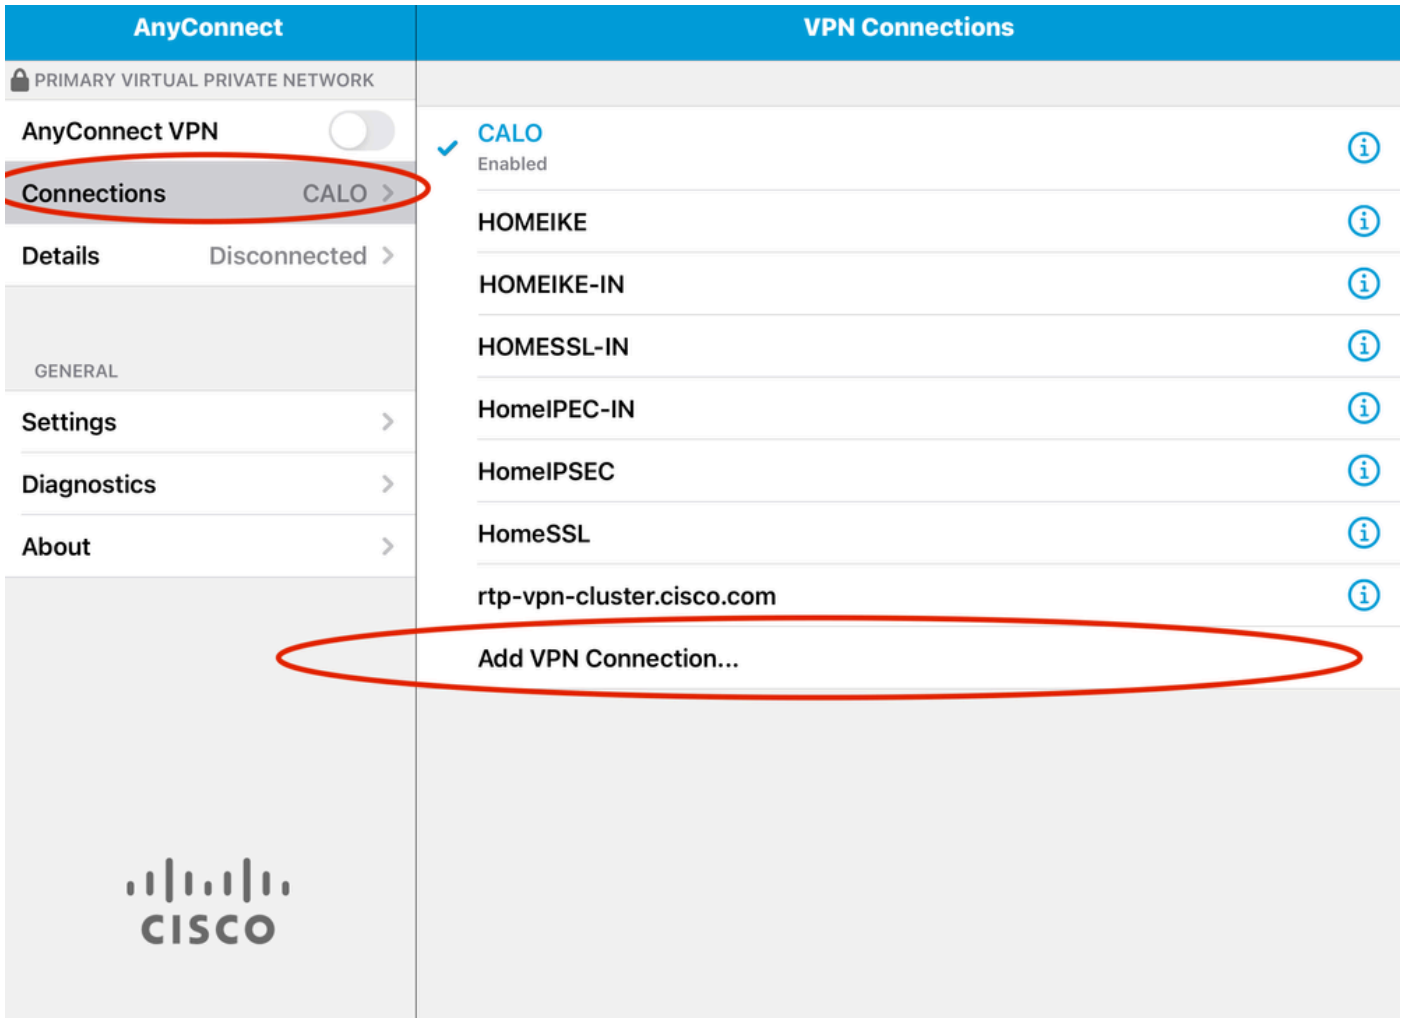 AnyConnect
PRIMARY VIRTUAL PRIVATE NETWORK
AnyConnect VPN
Connections CALO
Details Disconnected
GENERAL
Settings
Diagnostics
About
CISCO
VPN Connections
CALO
Enabled
HOMEIKE
HOMEIKE-IN
HOMESSL-IN
HomeIPEC-IN
HomeIPSEC
HomeSSL
rtp-vpn-cluster.cisco.com
Add VPN Connection...